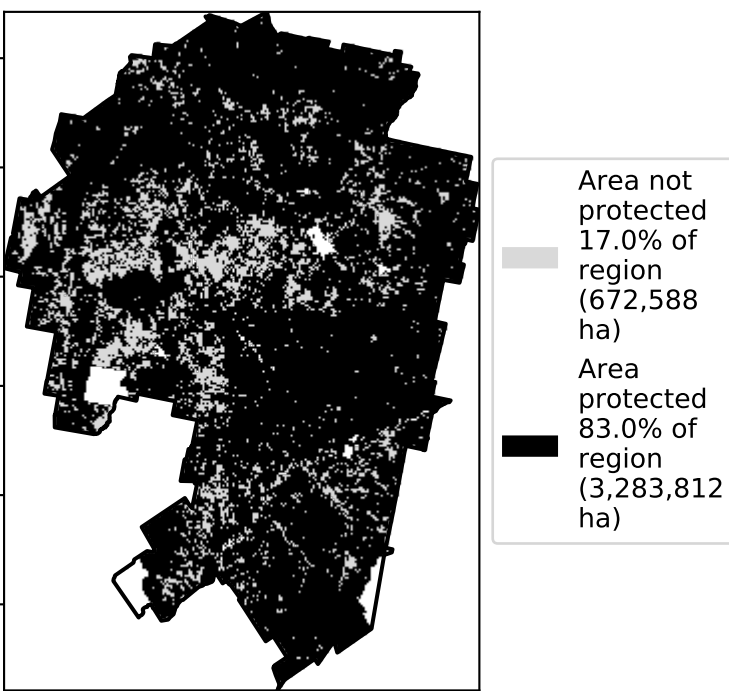 Area not
protected
17.0% of
region
(672,588
ha)
Area
protected
83.0% of
region
(3,283,812
ha)